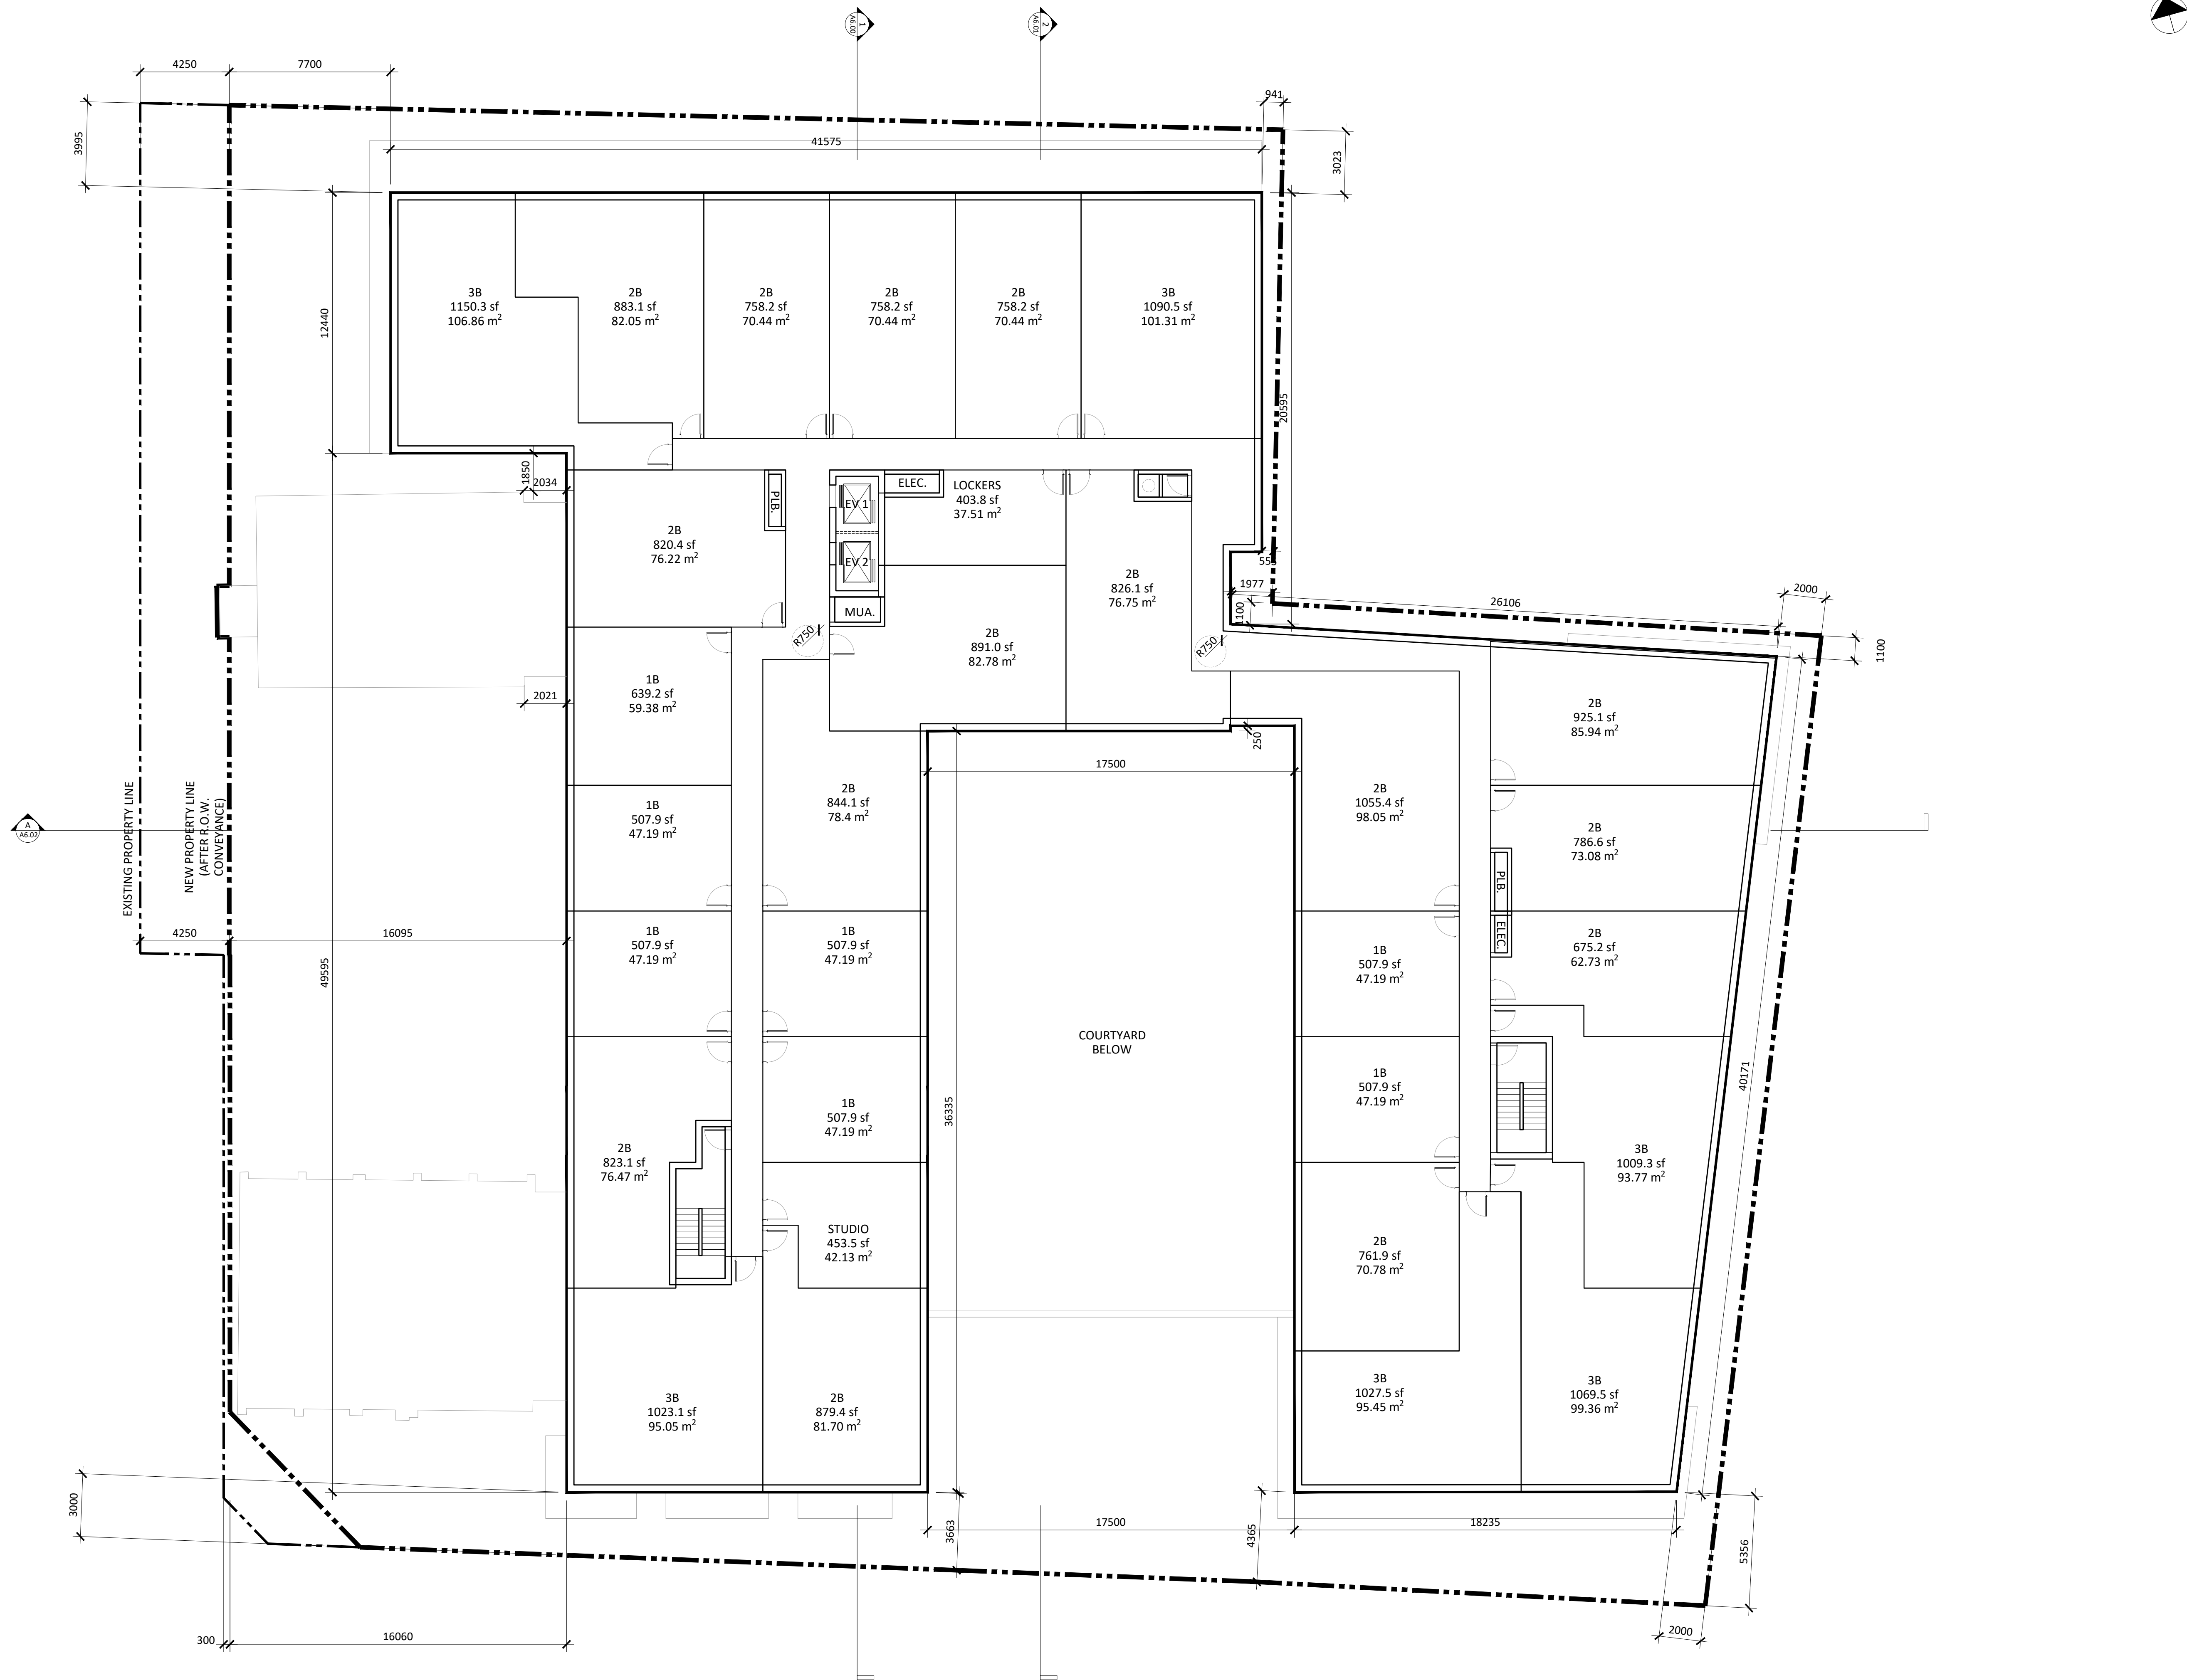 1
A6.00
2
A6.01
4250
7700
941
3995
41575
3023
3B
1150.3 sf
106.86 m²
2B
883.1 sf
82.05 m²
2B
758.2 sf
70.44 m²
2B
758.2 sf
70.44 m²
2B
758.2 sf
70.44 m²
3B
1090.5 sf
101.31 m²
12440
20595
1850
2034
PLB.
EV 1
EV 2
ELEC.
MUA.
LOCKERS
403.8 sf
37.51 m²
2B
820.4 sf
76.22 m²
2B
826.1 sf
76.75 m²
2B
891.0 sf
82.78 m²
R750
R750
1977
1100
26106
2000
1100
2021
1B
639.2 sf
59.38 m²
250
17500
2B
925.1 sf
85.94 m²
EXISTING PROPERTY LINE
NEW PROPERTY LINE
(AFTER R.O.W.
CONVEYANCE)
A
A6.02
1B
507.9 sf
47.19 m²
2B
844.1 sf
78.4 m²
2B
1055.4 sf
98.05 m²
2B
786.6 sf
73.08 m²
PLB.
ELEC.
4250
16095
49595
1B
507.9 sf
47.19 m²
1B
507.9 sf
47.19 m²
1B
507.9 sf
47.19 m²
2B
675.2 sf
62.73 m²
COURTYARD
BELOW
36335
40171
1B
507.9 sf
47.19 m²
1B
507.9 sf
47.19 m²
2B
823.1 sf
76.47 m²
3B
1009.3 sf
93.77 m²
STUDIO
453.5 sf
42.13 m²
2B
761.9 sf
70.78 m²
3B
1023.1 sf
95.05 m²
2B
879.4 sf
81.70 m²
3B
1027.5 sf
95.45 m²
3B
1069.5 sf
99.36 m²
3000
3663
17500
4365
18235
5356
300
16060
2000